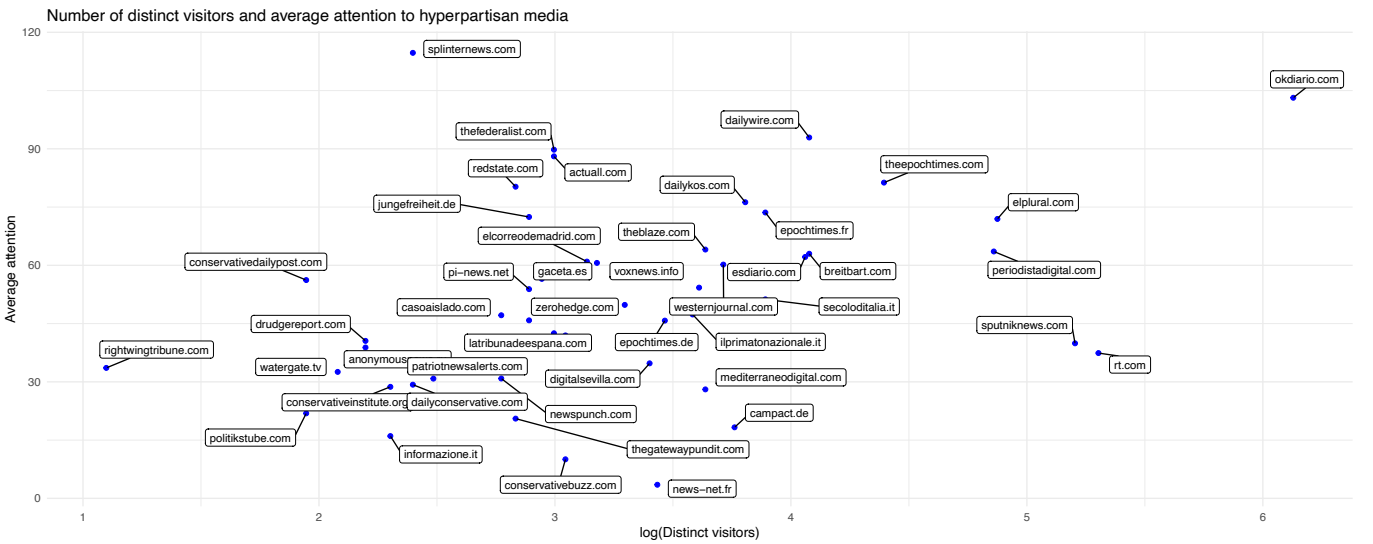 Number of distinct visitors and average attention to hyperpartisan media
120
splinternews.com
okdiario.com
dailywire.com
thefederalist.com
90
theepochtimes.com
redstate.com
actuall.com
dailykos.com
jungefreiheit.de
elplural.com
epochtimes.fr
theblaze.com
elcorreodemadrid.com
conservativedailypost.com
60
pi−news.net
gaceta.es
voxnews.info
esdiario.com
breitbart.com
periodistadigital.com
casoaislado.com
zerohedge.com
westernjournal.com
secoloditalia.it
drudgereport.com
sputniknews.com
latribunadeespana.com
epochtimes.de
ilprimatonazionale.it
rightwingtribune.com
anonymous
watergate.tv
patriotnewsalerts.com
rt.com
30
digitalsevilla.com
mediterraneodigital.com
conservativeinstitute.org
dailyconservative.com
newspunch.com
campact.de
politikstube.com
thegatewaypundit.com
informazione.it
conservativebuzz.com
news−net.fr
0
1 2 3 4 5 6
log(Distinct visitors)
Average attention